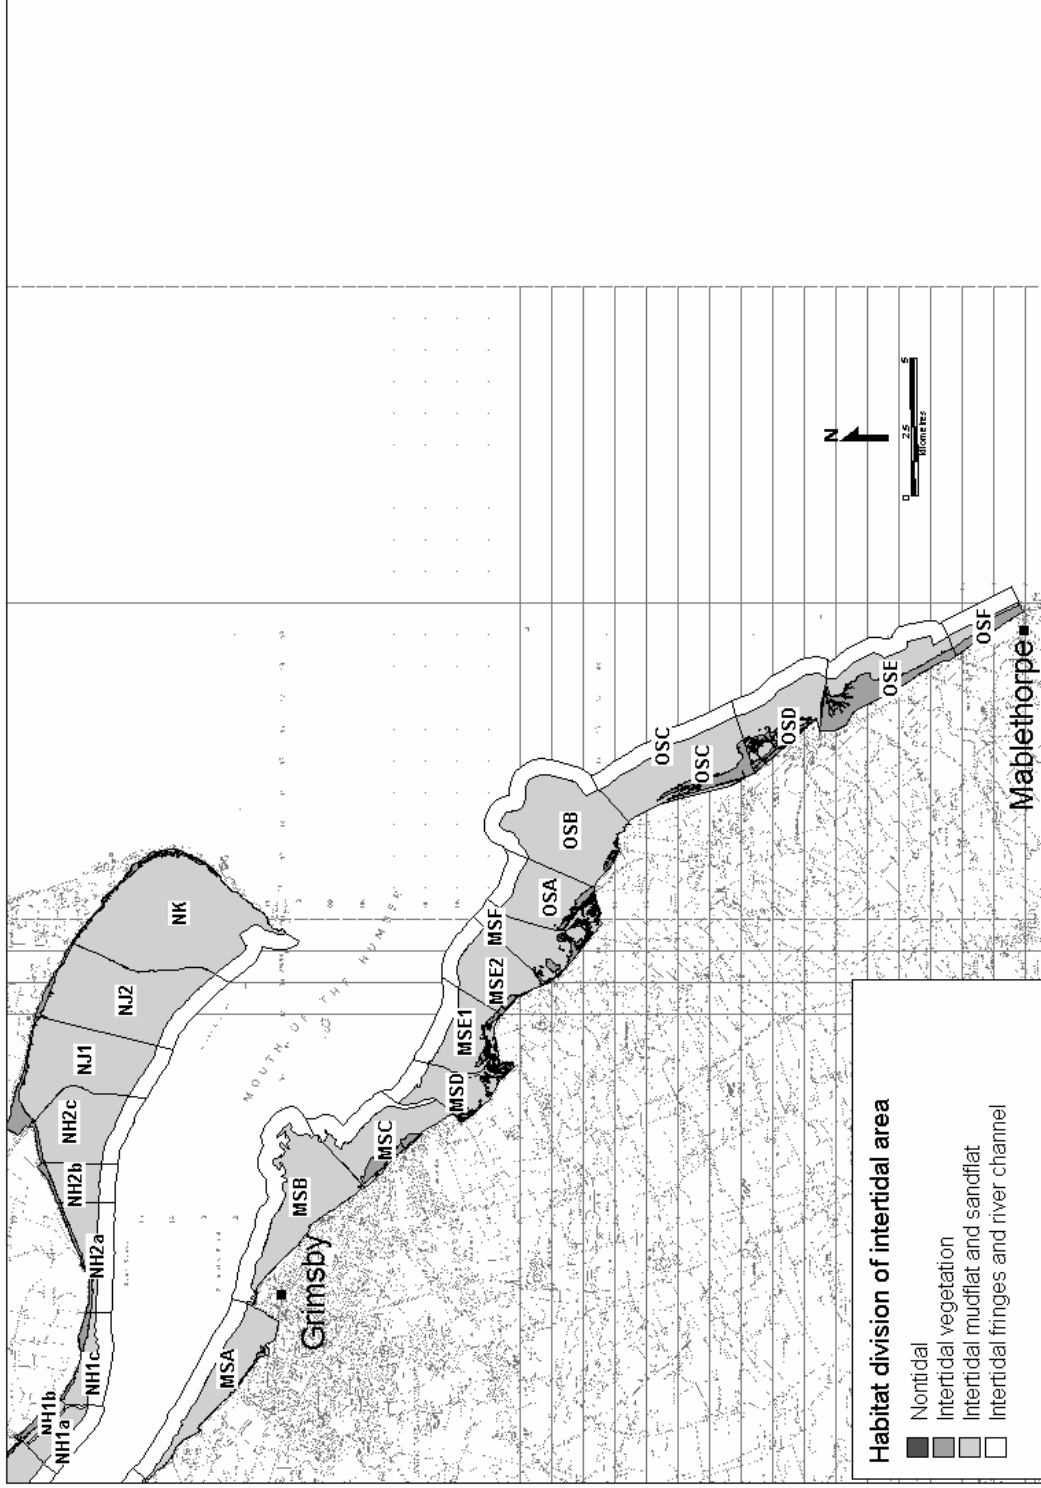 NH1b
NH1a
NH1c
NH2a
NH2b
NH2c
NJ1
NJ2
NK
MOUTH OF THE HUMBER
MSA
Grimsby
MSB
MSC
MSD
MSE1
MSE2
MSF
OSA
OSB
OSC
OSC
OSD
OSE
OSF
Mablethorpe
N
0 2.5 5
kilometres
Habitat division of intertidal area
Nontidal
Intertidal vegetation
Intertidal mudflat and sandflat
Intertidal fringes and river channel